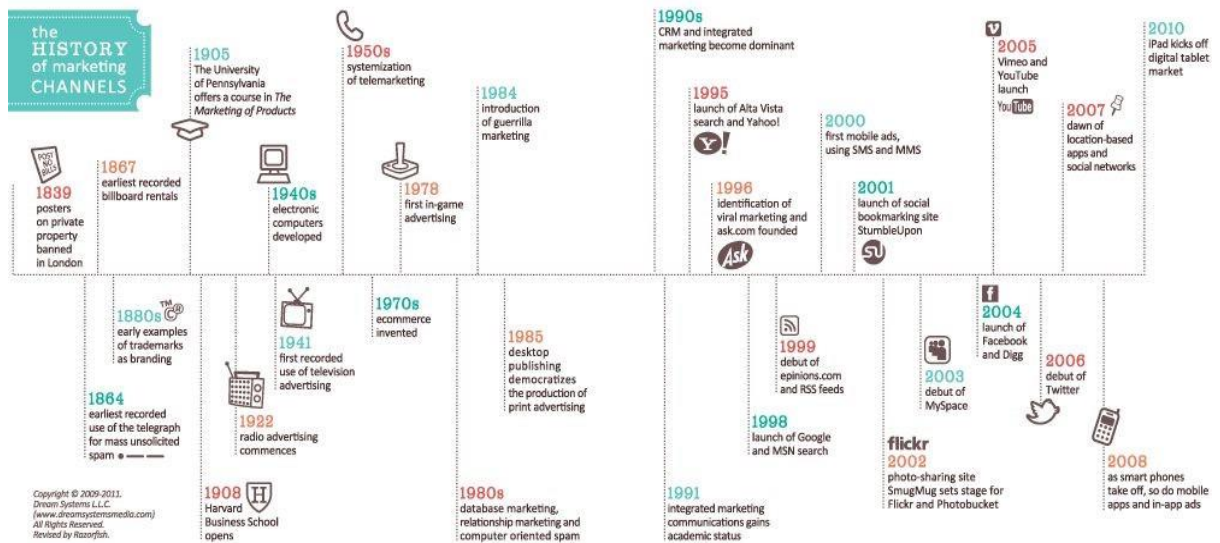 the
HISTORY
of marketing
CHANNELS
POST
NO
BILLS
1839
posters
on private
property
banned
in London
1867
earliest recorded
billboard rentals
1905
The University
of Pennsylvania
offers a course in The
Marketing of Products
1940s
electronic
computers
developed
1950s
systemization
of telemarketing
1978
first in-game
advertising
1984
introduction
of guerrilla
marketing
1990s
CRM and integrated
marketing become dominant
1995
launch of Alta Vista
search and Yahoo!
Y!
1996
identification of
viral marketing and
ask.com founded
Ask
2000
first mobile ads,
using SMS and MMS
2001
launch of social
bookmarking site
StumbleUpon
su
v
2005
Vimeo and
YouTube
launch
YouTube
2007
dawn of
location-based
apps and
social networks
2010
iPad kicks off
digital tablet
market
1864
earliest recorded
use of the telegraph
for mass unsolicited
spam
1880s TM C ®
early examples
of trademarks
as branding
1908 H
Harvard
Business School
opens
1922
radio advertising
commences
1941
first recorded
use of television
advertising
1970s
ecommerce
invented
1980s
database marketing,
relationship marketing and
computer oriented spam
1985
desktop
publishing
democratizes
the production of
print advertising
1991
integrated marketing
communications gains
academic status
1998
launch of Google
and MSN search
1999
debut of
epinions.com
and RSS feeds
flickr
2002
photo-sharing site
SmugMug sets stage for
Flickr and Photobucket
2003
debut of
MySpace
f
2004
launch of
Facebook
and Digg
2006
debut of
Twitter
2008
as smart phones
take off, so do mobile
apps and in-app ads
Copyright © 2009-2011.
Dream Systems L.L.C.
(www.dreamsystemsmedia.com)
All Rights Reserved.
Revised by Razorfish.